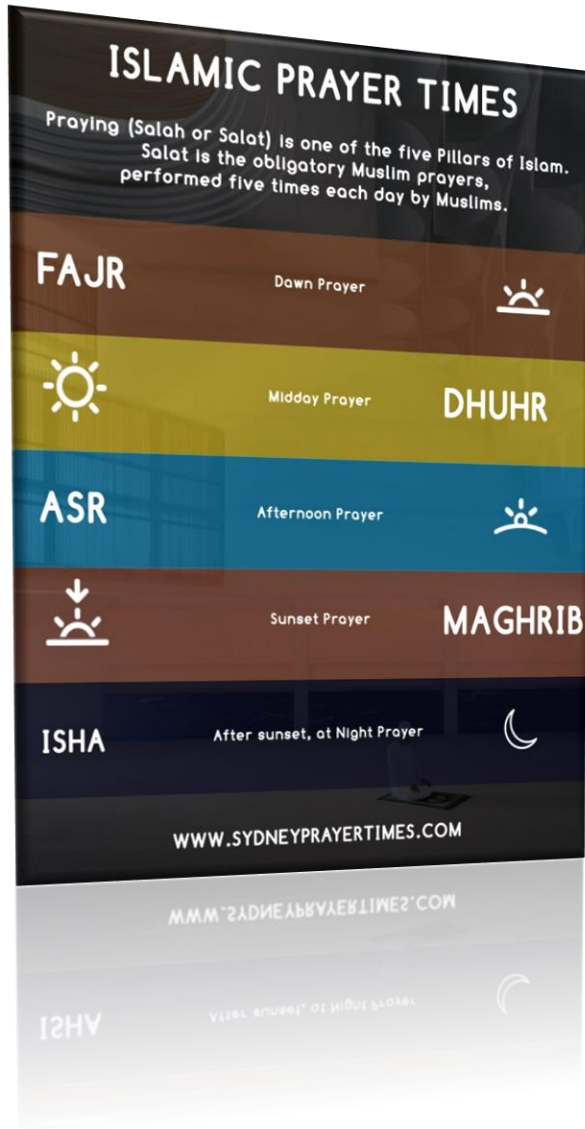 ISLAMIC PRAYER TIMES
Praying (Salah or Salat) is one of the five Pillars of Islam.
Salat is the obligatory Muslim prayers,
performed five times each day by Muslims.
FAJR Dawn Prayer
Midday Prayer DHUHR
ASR Afternoon Prayer
Sunset Prayer MAGHRIB
ISHA After sunset, at Night Prayer
WWW.SYDNEYPRAYERTIMES.COM